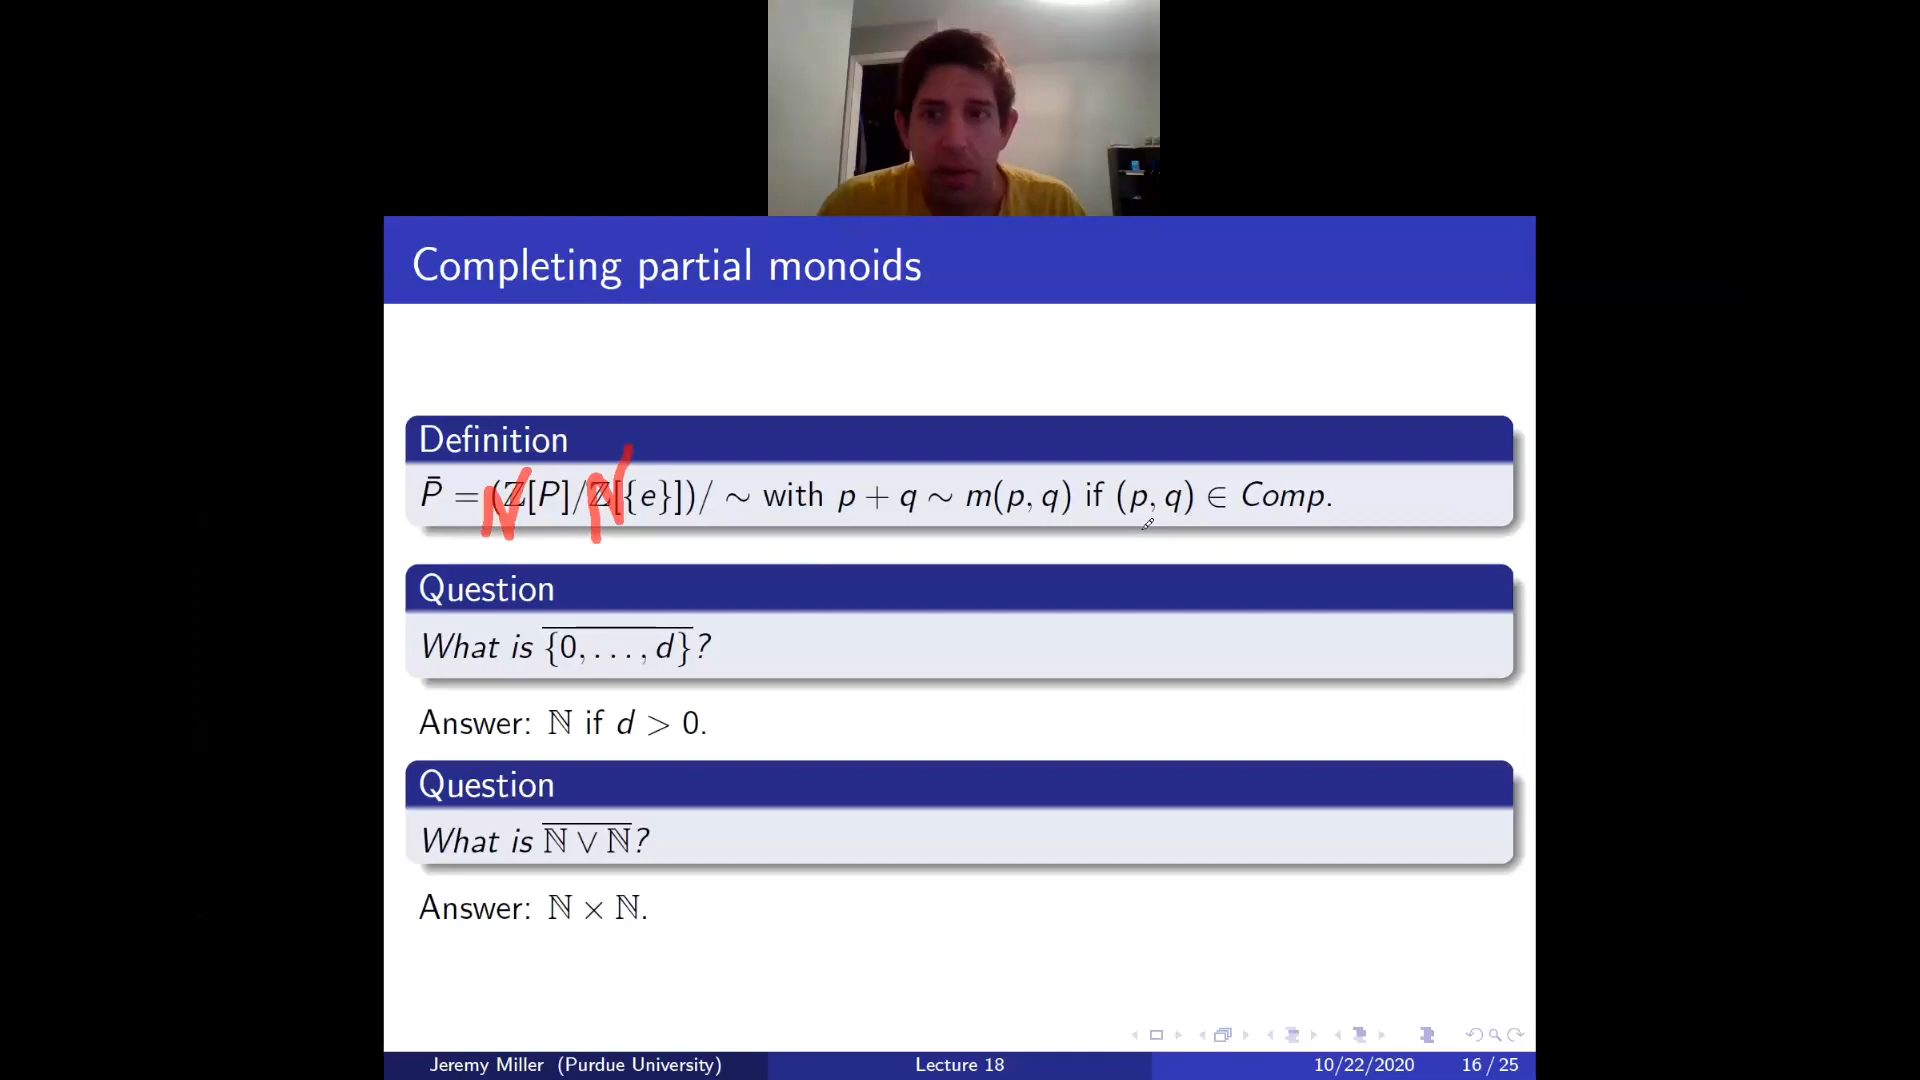 Completing partial monoids
Definition
P̄ = (ℤ[P]/ℤ[{e}])/ ∼ with p + q ∼ m(p, q) if (p, q) ∈ Comp.
N N
Question
What is \overline{{0, . . . , d}}?
Answer: ℕ if d > 0.
Question
What is \overline{ℕ ∨ ℕ}?
Answer: ℕ × ℕ.
Jeremy Miller (Purdue University) Lecture 18 10/22/2020 16 / 25